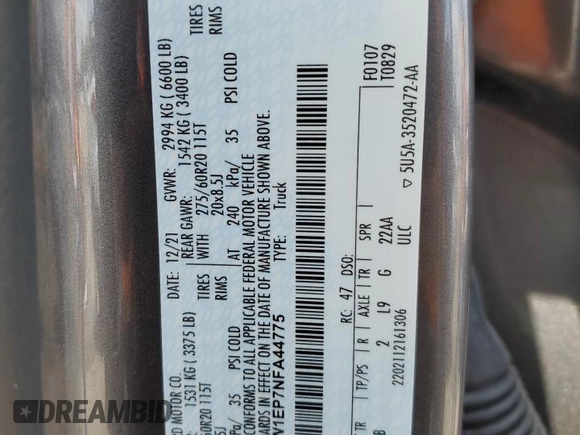 RD MOTOR CO. DATE: 12/21 GVWR: 2994 KG ( 6600 LB)
1531 KG ( 3375 LB) REAR GAWR: 1542 KG ( 3400 LB)
60R20 115T TIRES WITH 275/60R20 115T TIRES
5J RIMS 20x8.5J RIMS
35 PSI COLD AT 240 kPa/ 35 PSI COLD
TO ALL APPLICABLE FEDERAL MOTOR VEHICLE
DARDS IN EFFECT ON THE DATE OF MANUFACTURE SHOWN ABOVE.
W1EP7NFA44775 TYPE: Truck
F0107
T0829
RC: 47 DSO:
TR TP/PS R AXLE TR SPR
B 2 L9 G 22AA
2202112161306 ULC
▽ 5U5A-3520472-AA
DREAMBID